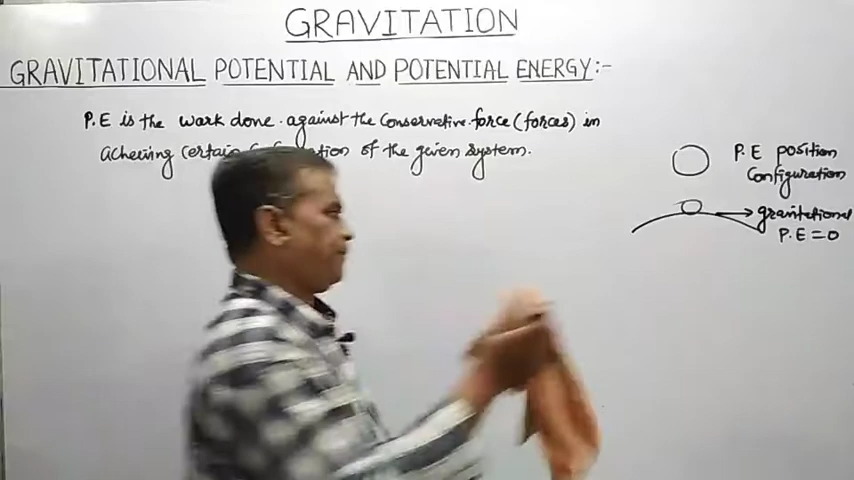 GRAVITATION
GRAVITATIONAL POTENTIAL AND POTENTIAL ENERGY:-
P.E is the work done against the conservative force (forces) in
acheiving certain of the given system.
P.E position
configuration
gravitational
P.E = 0